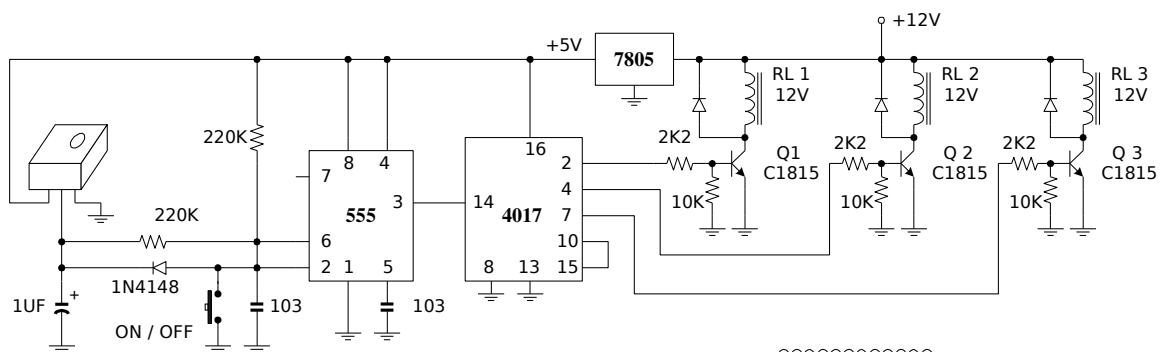 +12V
+5V
7805
RL 1
12V
RL 2
12V
RL 3
12V
220K
2K2
2K2
2K2
8
4
16
2
Q1
C1815
Q 2
C1815
Q 3
C1815
7
4
10K
10K
10K
3
14
555
4017
7
220K
6
10
2
1
5
8
13
15
1N4148
1UF
+
103
103
ON / OFF